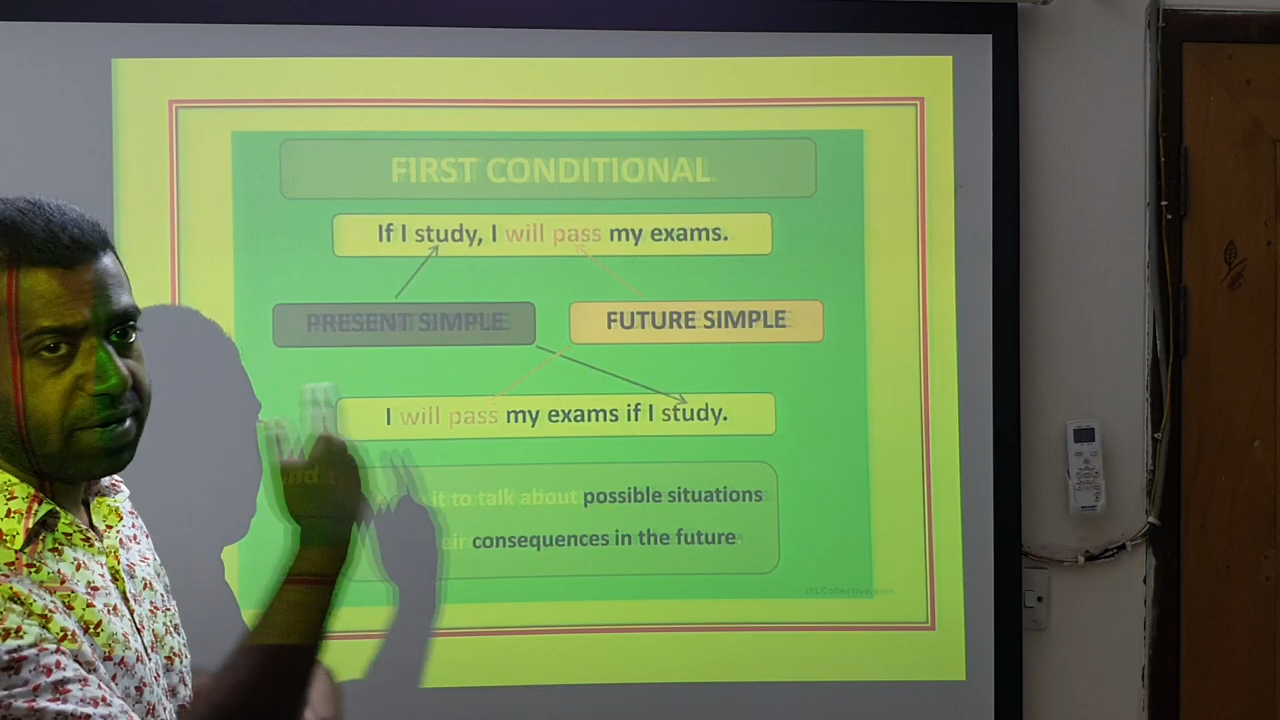 FIRST CONDITIONAL
If I study, I will pass my exams.
PRESENT SIMPLE
FUTURE SIMPLE
I will pass my exams if I study.
it to talk about possible situations
consequences in the future